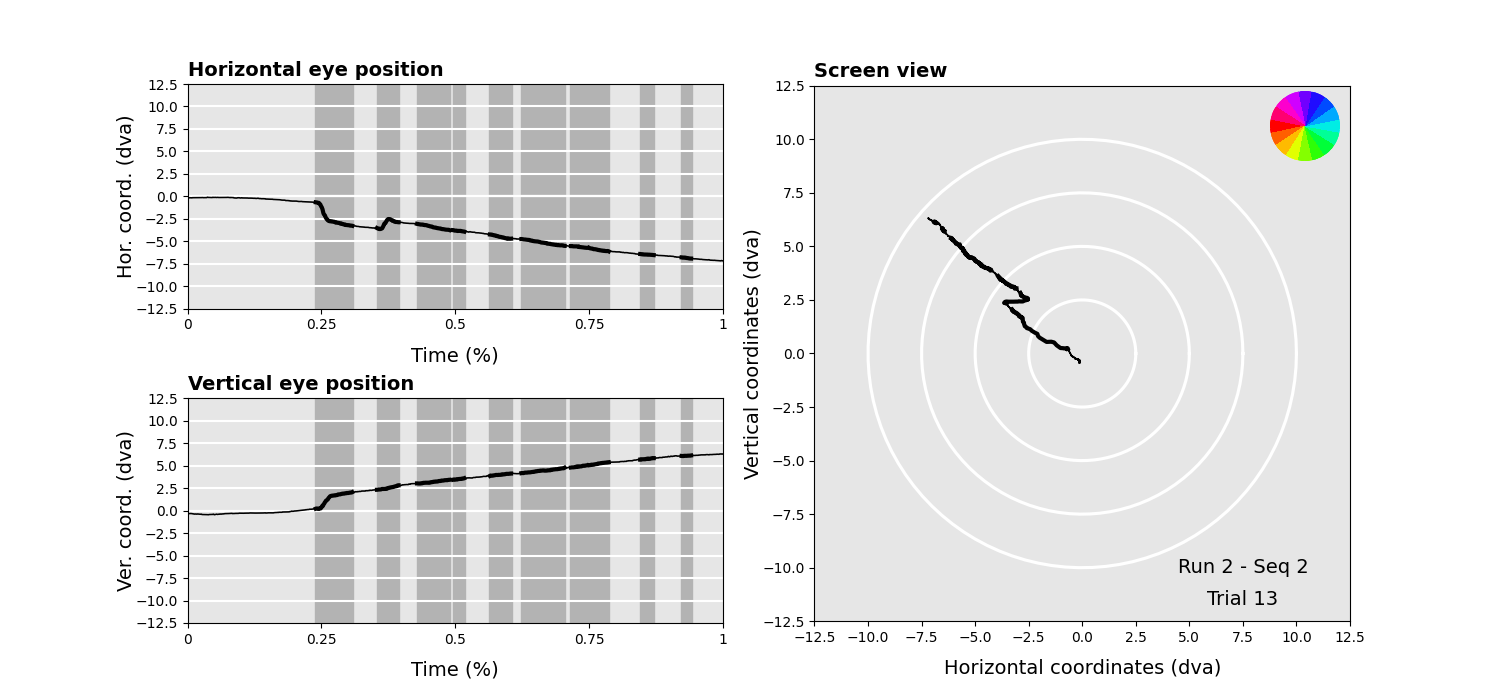 Horizontal eye position
Hor. coord. (dva)
12.5
10.0
7.5
5.0
2.5
0.0
−2.5
−5.0
−7.5
−10.0
−12.5
0 0.25 0.5 0.75 1
Time (%)
Vertical eye position
Ver. coord. (dva)
12.5
10.0
7.5
5.0
2.5
0.0
−2.5
−5.0
−7.5
−10.0
−12.5
0 0.25 0.5 0.75 1
Time (%)
Screen view
Vertical coordinates (dva)
12.5
10.0
7.5
5.0
2.5
0.0
−2.5
−5.0
−7.5
−10.0
−12.5
Run 2 - Seq 2
Trial 13
−12.5 −10.0 −7.5 −5.0 −2.5 0.0 2.5 5.0 7.5 10.0 12.5
Horizontal coordinates (dva)